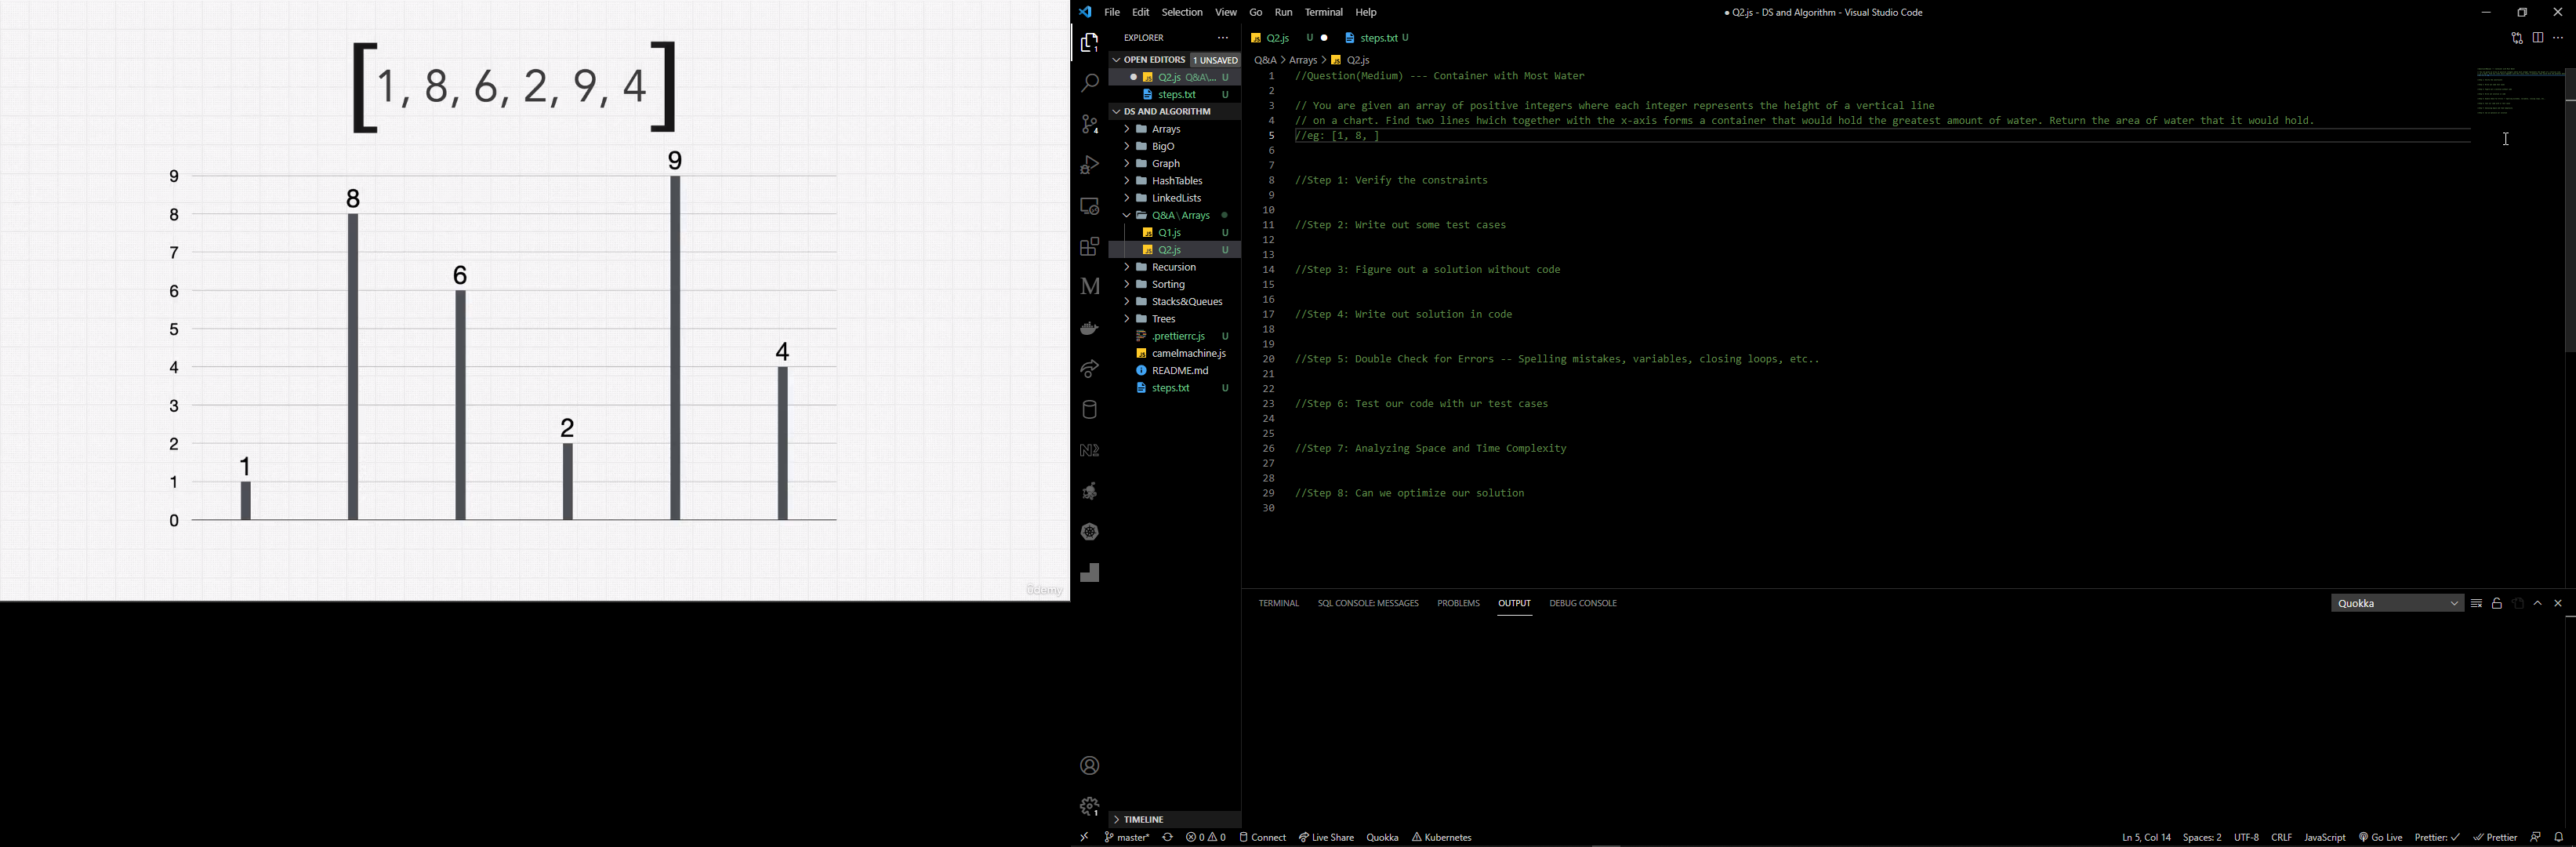 [1, 8, 6, 2, 9, 4]
9
8
7
6
5
4
3
2
1
0
1
8
6
2
9
4
ûdemy
File Edit Selection View Go Run Terminal Help
● Q2.js - DS and Algorithm - Visual Studio Code
EXPLORER
OPEN EDITORS 1 UNSAVED
Q2.js Q&A\... U
steps.txt U
DS AND ALGORITHM
Arrays
BigO
Graph
HashTables
LinkedLists
Q&A \ Arrays
Q1.js U
Q2.js U
Recursion
Sorting
Stacks&Queues
Trees
.prettierrc.js U
camelmachine.js
README.md
steps.txt U
TIMELINE
Q2.js U
steps.txt U
Q&A > Arrays > Q2.js
1 //Question(Medium) --- Container with Most Water
2
3 // You are given an array of positive integers where each integer represents the height of a vertical line
4 // on a chart. Find two lines hwich together with the x-axis forms a container that would hold the greatest amount of water. Return the area of water that it would hold.
5 //eg: [1, 8, ]
6
7
8 //Step 1: Verify the constraints
9
10
11 //Step 2: Write out some test cases
12
13
14 //Step 3: Figure out a solution without code
15
16
17 //Step 4: Write out solution in code
18
19
20 //Step 5: Double Check for Errors -- Spelling mistakes, variables, closing loops, etc..
21
22
23 //Step 6: Test our code with ur test cases
24
25
26 //Step 7: Analyzing Space and Time Complexity
27
28
29 //Step 8: Can we optimize our solution
30
TERMINAL SQL CONSOLE: MESSAGES PROBLEMS OUTPUT DEBUG CONSOLE
Quokka
master* 0 0 Connect Live Share Quokka Kubernetes
Ln 5, Col 14 Spaces: 2 UTF-8 CRLF JavaScript Go Live Prettier: ✓ Prettier